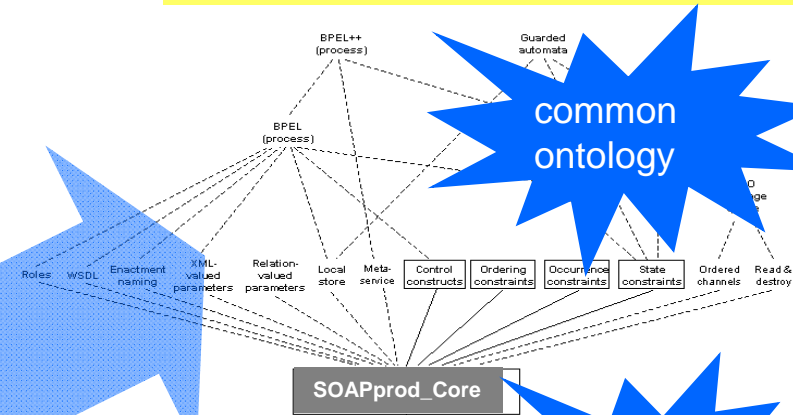 BPEL++
(process)
Guarded
automata
common
ontology
BPEL
(process)
O
age
Roles
WSDL
Enactment
naming
XML-
valued
parameters
Relation-
valued
parameters
Local
store
Meta-
service
Control
constructs
Ordering
constraints
Occurrence
constraints
State
constraints
Ordered
channels
Read &
destroy
SOAPprod_Core